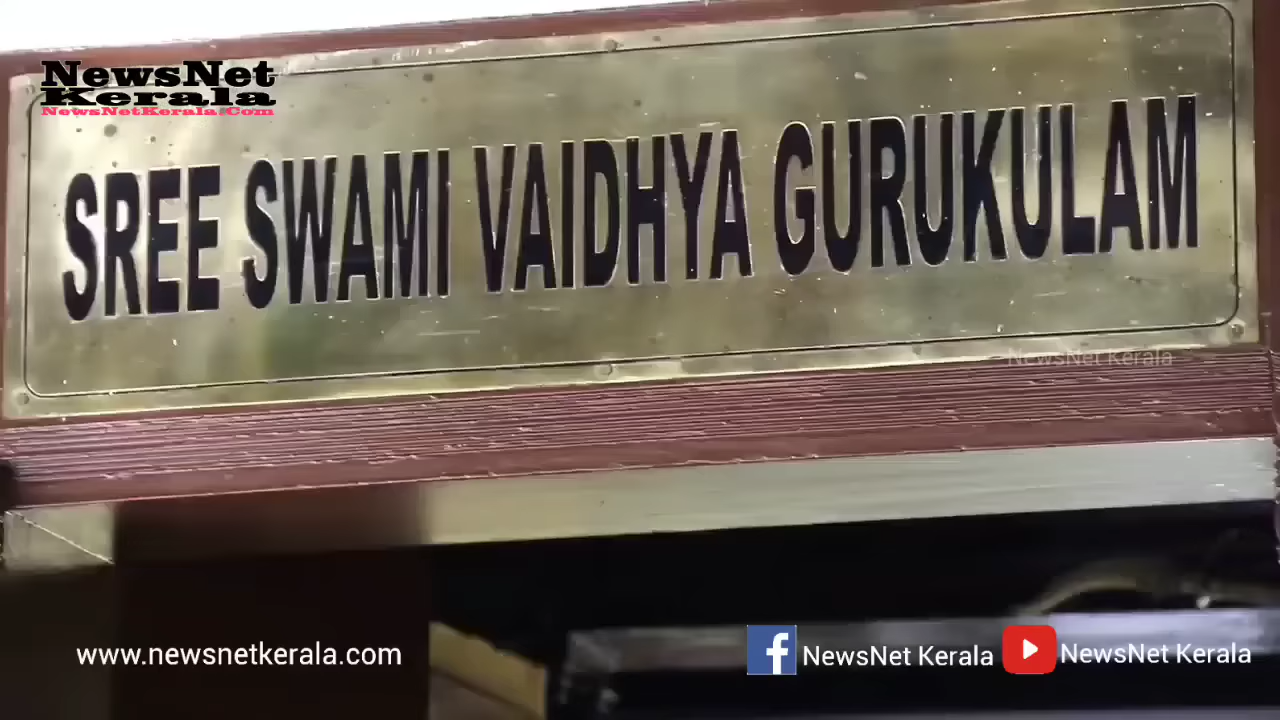 NewsNet
Kerala
NewsNetKerala.Com
SREE SWAMI VAIDHYA GURUKULAM
NewsNet Kerala
www.newsnetkerala.com
NewsNet Kerala
NewsNet Kerala